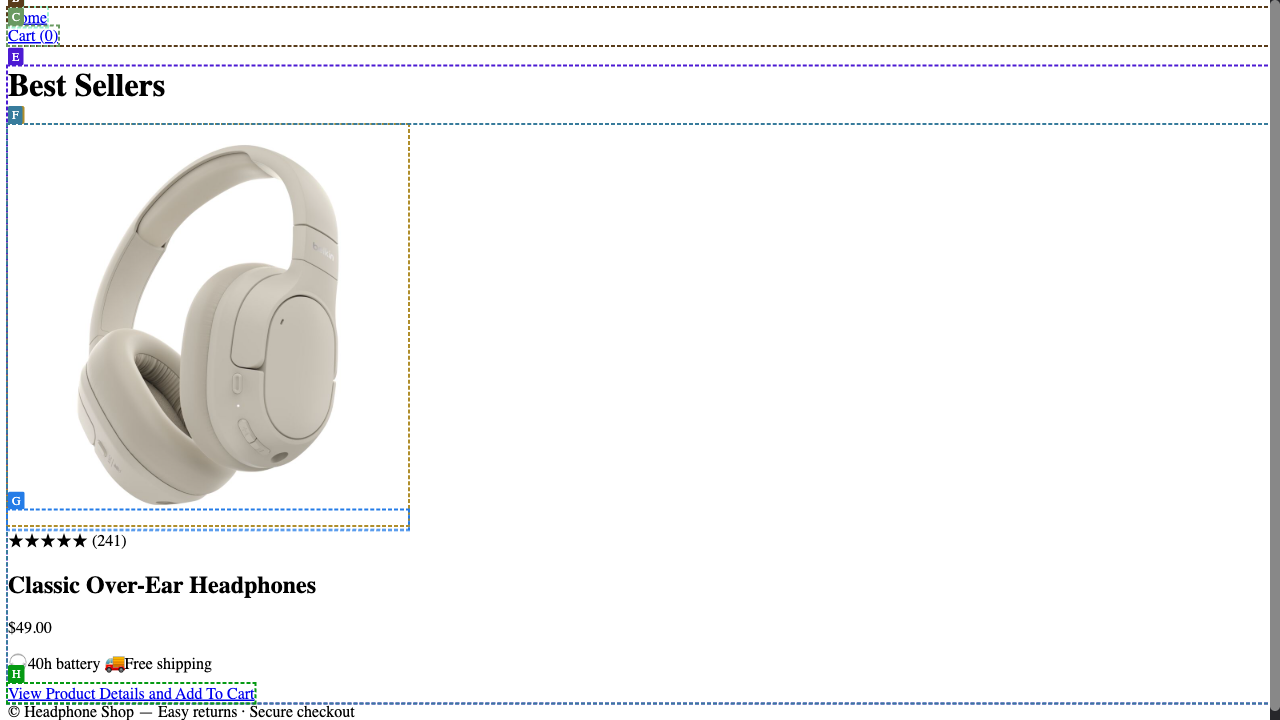 C ome
Cart (0)
E
Best Sellers
F
G
★★★★★ (241)
Classic Over-Ear Headphones
$49.00
40h battery 🚚Free shipping
H
View Product Details and Add To Cart
© Headphone Shop — Easy returns · Secure checkout